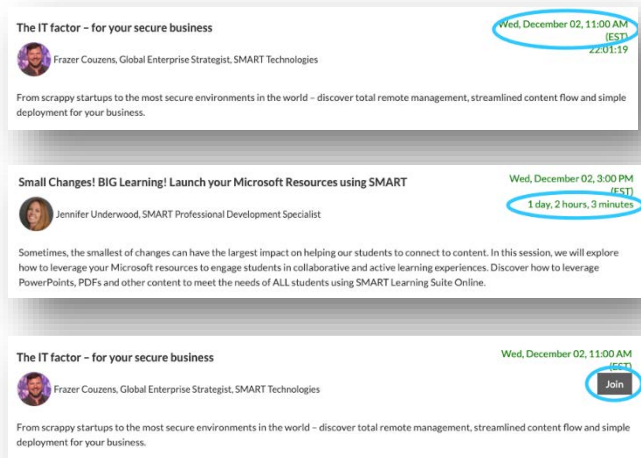 The IT factor – for your secure business
Wed, December 02, 11:00 AM
(EST)
22:01:19
Frazer Couzens, Global Enterprise Strategist, SMART Technologies
From scrappy startups to the most secure environments in the world – discover total remote management, streamlined content flow and simple
deployment for your business.
Small Changes! BIG Learning! Launch your Microsoft Resources using SMART
Wed, December 02, 3:00 PM
(EST)
1 day, 2 hours, 3 minutes
Jennifer Underwood, SMART Professional Development Specialist
Sometimes, the smallest of changes can have the largest impact on helping our students to connect to content. In this session, we will explore
how to leverage your Microsoft resources to engage students in collaborative and active learning experiences. Discover how to leverage
PowerPoints, PDFs and other content to meet the needs of ALL students using SMART Learning Suite Online.
The IT factor – for your secure business
Wed, December 02, 11:00 AM
(EST)
Join
Frazer Couzens, Global Enterprise Strategist, SMART Technologies
From scrappy startups to the most secure environments in the world – discover total remote management, streamlined content flow and simple
deployment for your business.